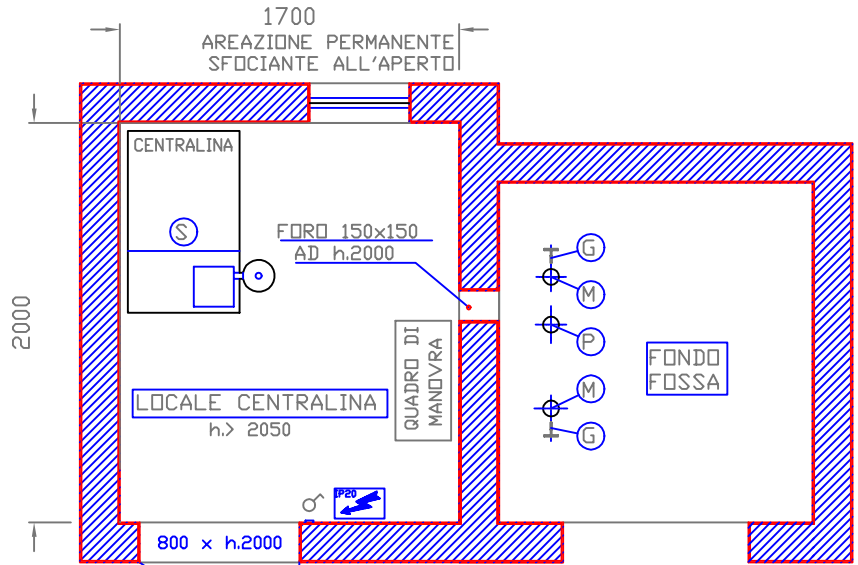 1700
AREAZIONE PERMANENTE
SFOCIANTE ALL'APERTO
CENTRALINA
S
FORO 150x150
AD h.2000
G
M
P
M
G
2000
QUADRO DI
MANOVRA
FONDO
FOSSA
LOCALE CENTRALINA
h.> 2050
IP20
800 x h.2000